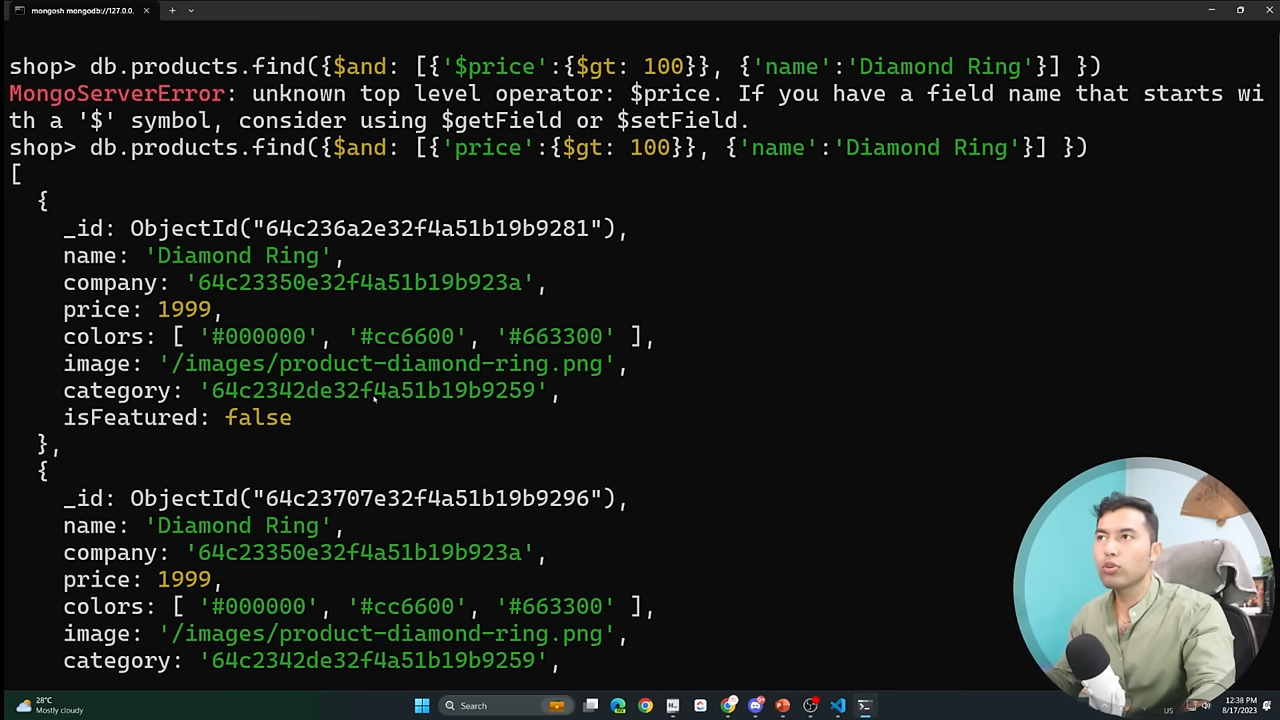 mongosh mongodb://127.0.0.
shop> db.products.find({$and: [{'$price':{$gt: 100}}, {'name':'Diamond Ring'}] })
MongoServerError: unknown top level operator: $price. If you have a field name that starts wi
th a '$' symbol, consider using $getField or $setField.
shop> db.products.find({$and: [{'price':{$gt: 100}}, {'name':'Diamond Ring'}] })
[
{
_id: ObjectId("64c236a2e32f4a51b19b9281"),
name: 'Diamond Ring',
company: '64c23350e32f4a51b19b923a',
price: 1999,
colors: [ '#000000', '#cc6600', '#663300' ],
image: '/images/product-diamond-ring.png',
category: '64c2342de32f4a51b19b9259',
isFeatured: false
},
{
_id: ObjectId("64c23707e32f4a51b19b9296"),
name: 'Diamond Ring',
company: '64c23350e32f4a51b19b923a',
price: 1999,
colors: [ '#000000', '#cc6600', '#663300' ],
image: '/images/product-diamond-ring.png',
category: '64c2342de32f4a51b19b9259',
28°C
Mostly cloudy
Search
US
12:38 PM
8/17/2023